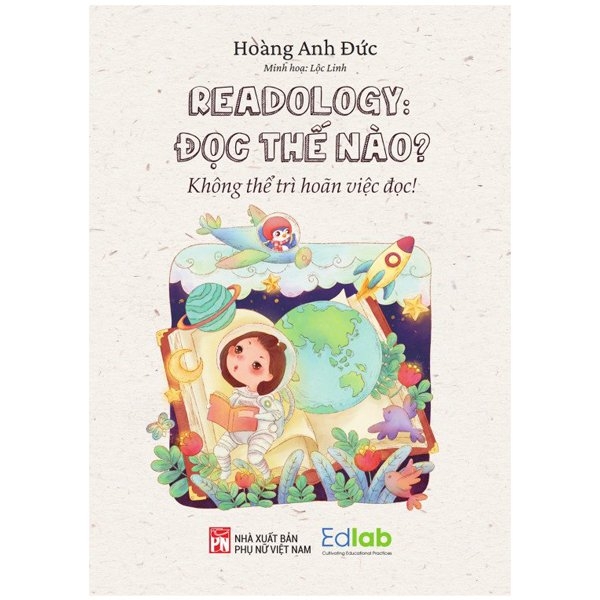 Hoàng Anh Đức
Minh hoạ: Lộc Linh
READOLOGY:
ĐỌC THẾ NÀO?
Không thể trì hoãn việc đọc!
PN
NHÀ XUẤT BẢN
PHỤ NỮ VIỆT NAM
Edlab
Cultivating Educational Practices